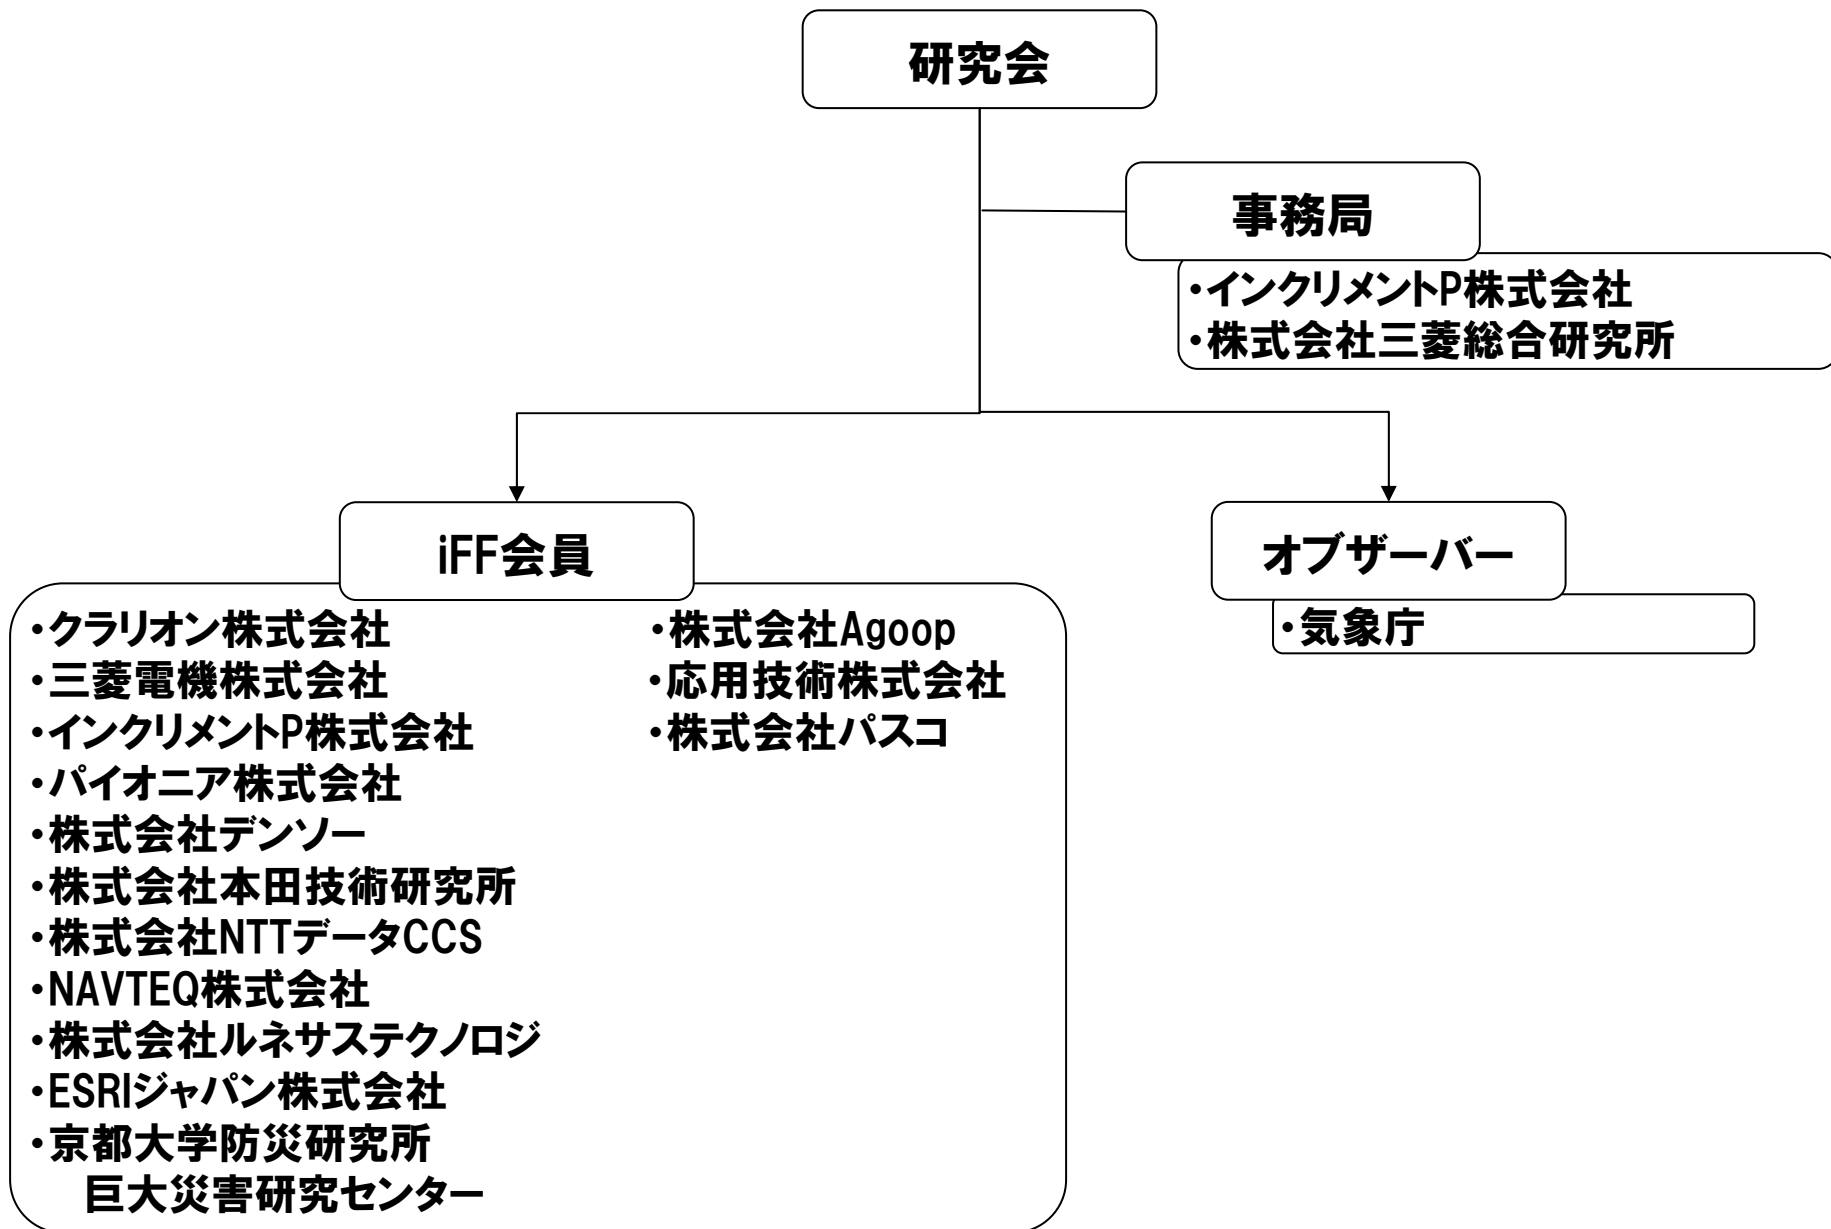 研究会
事務局
・インクリメントP株式会社
・株式会社三菱総合研究所
iFF会員
・クラリオン株式会社
・三菱電機株式会社
・インクリメントP株式会社
・パイオニア株式会社
・株式会社デンソー
・株式会社本田技術研究所
・株式会社NTTデータCCS
・NAVTEQ株式会社
・株式会社ルネサステクノロジ
・ESRIジャパン株式会社
・京都大学防災研究所
巨大災害研究センター
・株式会社Agoop
・応用技術株式会社
・株式会社パスコ
オブザーバー
・気象庁